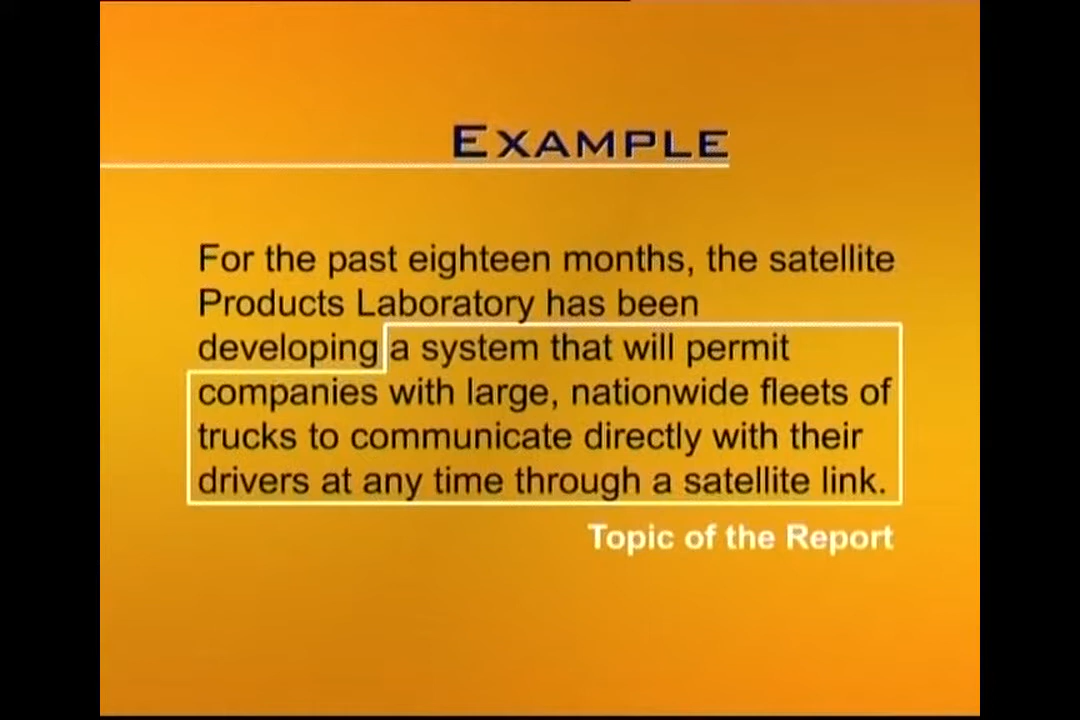 EXAMPLE
For the past eighteen months, the satellite
Products Laboratory has been
developing a system that will permit
companies with large, nationwide fleets of
trucks to communicate directly with their
drivers at any time through a satellite link.
Topic of the Report